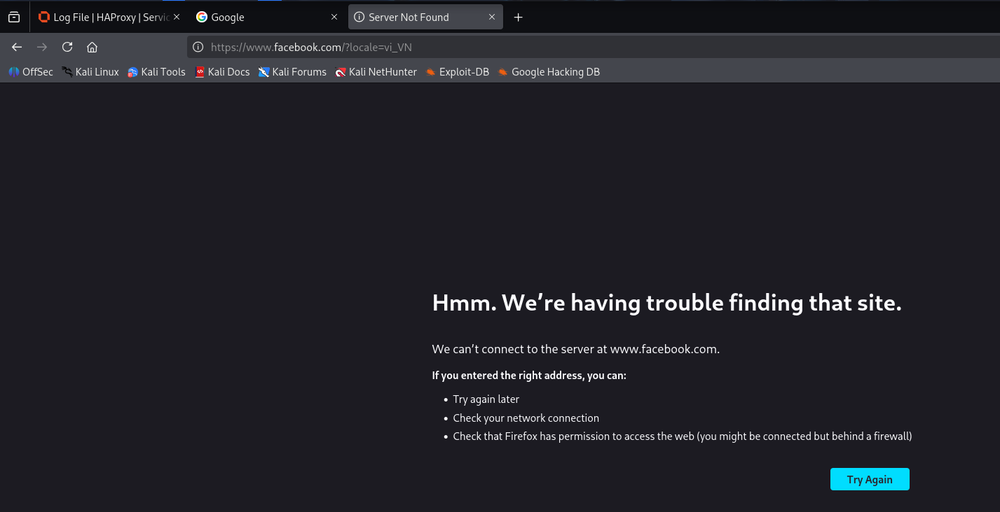 Log File | HAProxy | Servic
Google
Server Not Found
https://www.facebook.com/?locale=vi_VN
OffSec Kali Linux Kali Tools Kali Docs Kali Forums Kali NetHunter Exploit-DB Google Hacking DB
Hmm. We’re having trouble finding that site.
We can’t connect to the server at www.facebook.com.
If you entered the right address, you can:
Try again later
Check your network connection
Check that Firefox has permission to access the web (you might be connected but behind a firewall)
Try Again